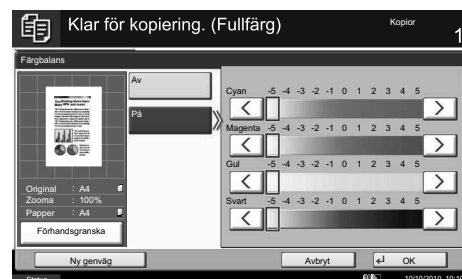 Klar för kopiering. (Fullfärg)
Kopior
1
Färgbalans
Av
På
Original : A4
Zooma : 100%
Papper : A4
Förhandsgranska
Cyan -5 -4 -3 -2 -1 0 1 2 3 4 5
Magenta -5 -4 -3 -2 -1 0 1 2 3 4 5
Gul -5 -4 -3 -2 -1 0 1 2 3 4 5
Svart -5 -4 -3 -2 -1 0 1 2 3 4 5
Ny genväg
Avbryt
OK
Status
10/10/2010 10:10